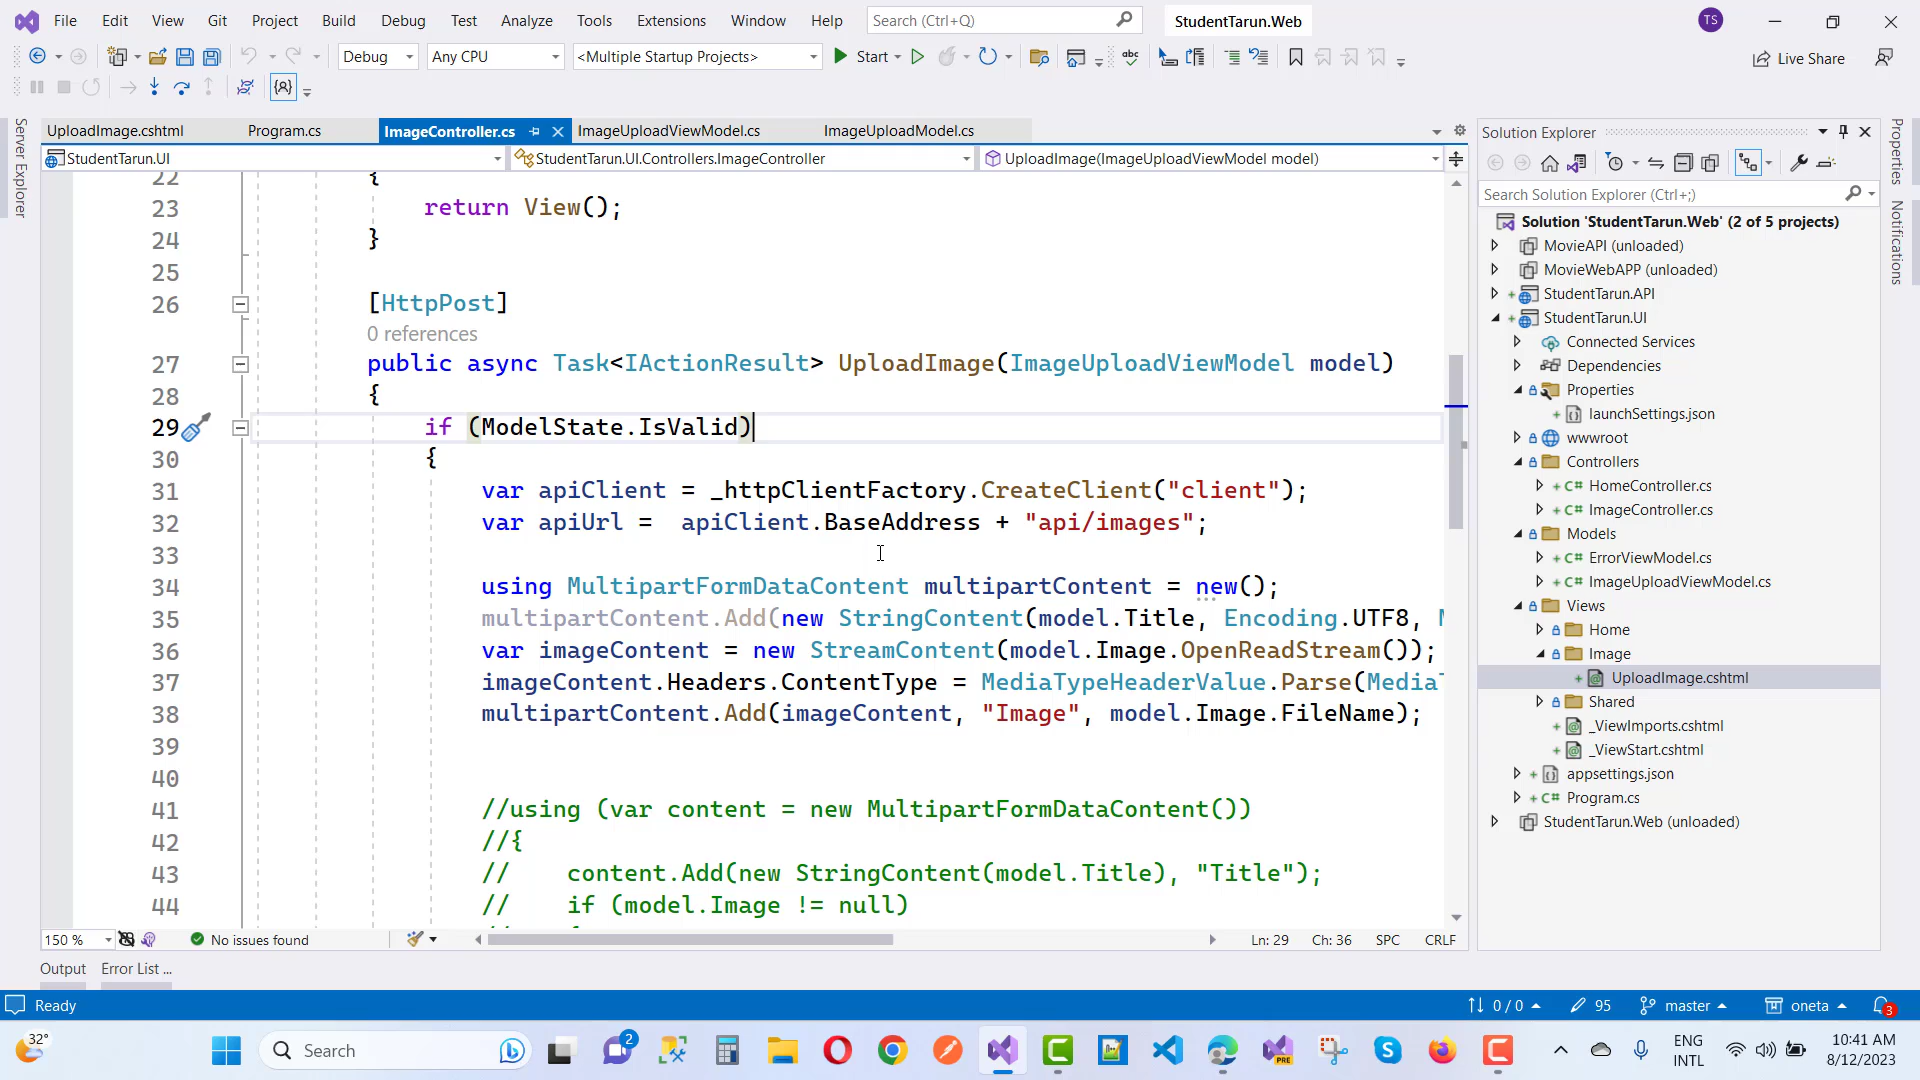 File Edit View Git Project Build Debug Test Analyze Tools Extensions Window Help Search (Ctrl+Q) StudentTarun.Web TS
Debug Any CPU <Multiple Startup Projects> Start Live Share
Server Explorer
UploadImage.cshtml Program.cs ImageController.cs ImageUploadViewModel.cs ImageUploadModel.cs
StudentTarun.UI StudentTarun.UI.Controllers.ImageController UploadImage(ImageUploadViewModel model)
22 {
23 return View();
24 }
25
26 [HttpPost]
0 references
27 public async Task<IActionResult> UploadImage(ImageUploadViewModel model)
28 {
29 if (ModelState.IsValid)
30 {
31 var apiClient = _httpClientFactory.CreateClient("client");
32 var apiUrl = apiClient.BaseAddress + "api/images";
33
34 using MultipartFormDataContent multipartContent = new();
35 multipartContent.Add(new StringContent(model.Title, Encoding.UTF8, M
36 var imageContent = new StreamContent(model.Image.OpenReadStream());
37 imageContent.Headers.ContentType = MediaTypeHeaderValue.Parse(MediaT
38 multipartContent.Add(imageContent, "Image", model.Image.FileName);
39
40
41 //using (var content = new MultipartFormDataContent())
42 //{
43 // content.Add(new StringContent(model.Title), "Title");
44 // if (model.Image != null)
150 % No issues found Ln: 29 Ch: 36 SPC CRLF
Output Error List ...
Solution Explorer
Search Solution Explorer (Ctrl+;)
Solution 'StudentTarun.Web' (2 of 5 projects)
MovieAPI (unloaded)
MovieWebAPP (unloaded)
StudentTarun.API
StudentTarun.UI
Connected Services
Dependencies
Properties
launchSettings.json
wwwroot
Controllers
HomeController.cs
ImageController.cs
Models
ErrorViewModel.cs
ImageUploadViewModel.cs
Views
Home
Image
UploadImage.cshtml
Shared
_ViewImports.cshtml
_ViewStart.cshtml
appsettings.json
Program.cs
StudentTarun.Web (unloaded)
Properties
Notifications
Ready 0 / 0 95 master oneta 3
32° Search 2 PRE ENG INTL 10:41 AM 8/12/2023